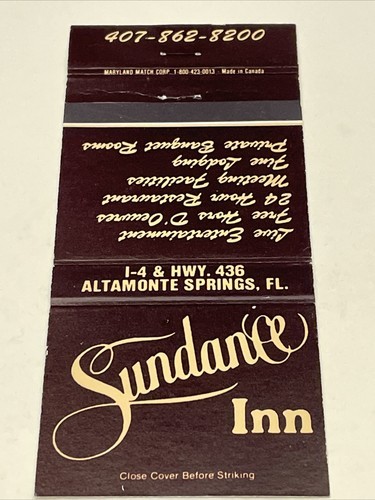 407-862-8200
MARYLAND MATCH CORP. 1-800-423-0013 - Made in Canada
Live Entertainment
Free Hors D'Oeuvres
24 Hour Restaurant
Meeting Facilities
Fine Lodging
Private Banquet Rooms
I-4 & HWY. 436
ALTAMONTE SPRINGS, FL.
Sundance
Inn
Close Cover Before Striking